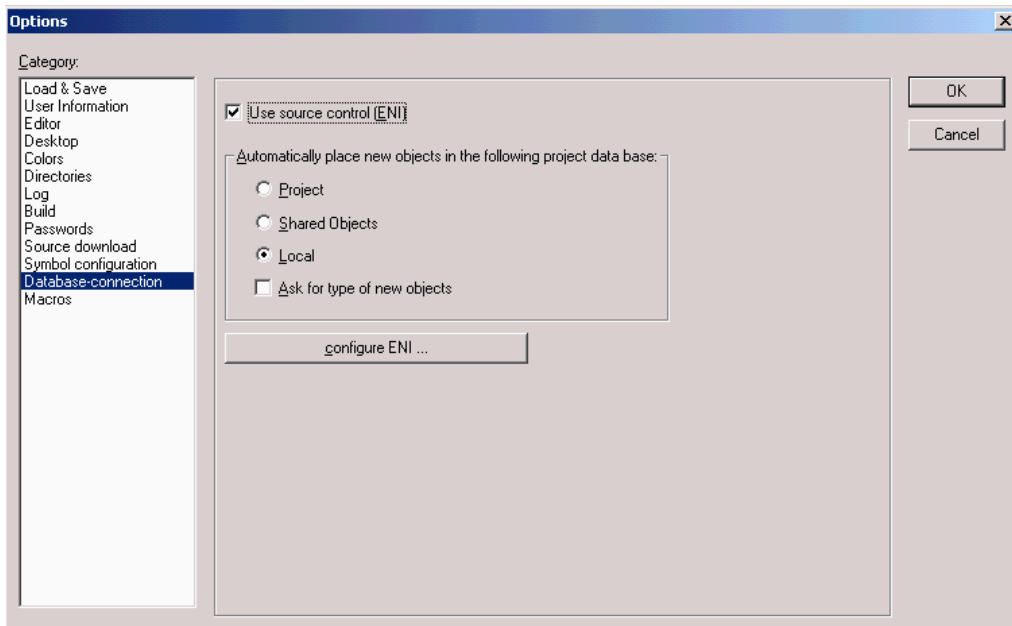 Options
Category:
Load & Save
User Information
Editor
Desktop
Colors
Directories
Log
Build
Passwords
Source download
Symbol configuration
Database-connection
Macros
Use source control (ENI)
Automatically place new objects in the following project data base:
Project
Shared Objects
Local
Ask for type of new objects
configure ENI ...
OK
Cancel